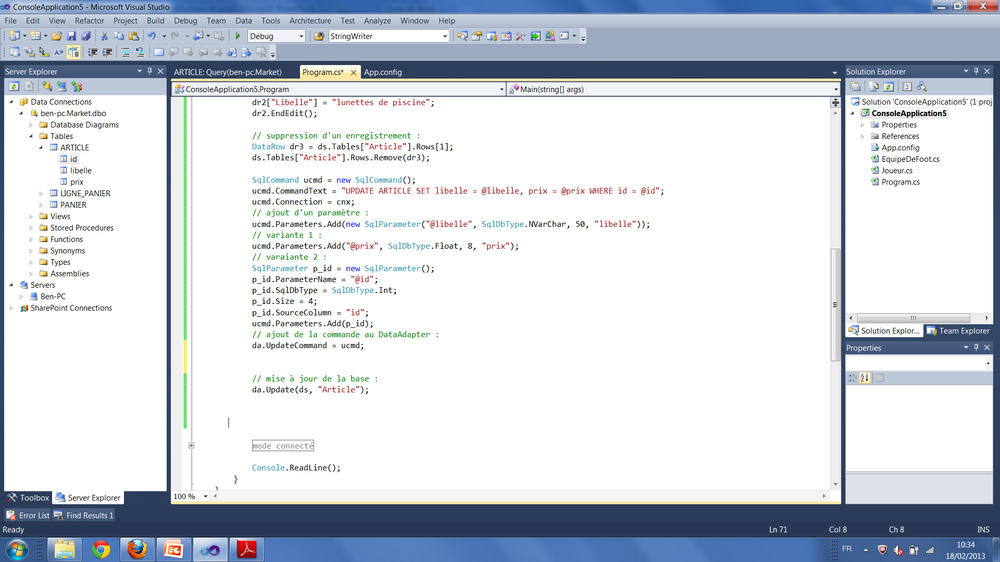 ConsoleApplication5 - Microsoft Visual Studio
File Edit View Refactor Project Build Debug Team Data Tools Architecture Test Analyze Window Help
Debug StringWriter
Server Explorer
Data Connections
ben-pc.Market.dbo
Database Diagrams
Tables
ARTICLE
id
libelle
prix
LIGNE_PANIER
PANIER
Views
Stored Procedures
Functions
Synonyms
Types
Assemblies
Servers
Ben-PC
SharePoint Connections
Toolbox Server Explorer
ARTICLE: Query(ben-pc.Market) Program.cs* App.config
ConsoleApplication5.Program Main(string[] args)
dr2["Libelle"] = "lunettes de piscine";
dr2.EndEdit();
// suppression d'un enregistrement :
DataRow dr3 = ds.Tables["Article"].Rows[1];
ds.Tables["Article"].Rows.Remove(dr3);
SqlCommand ucmd = new SqlCommand();
ucmd.CommandText = "UPDATE ARTICLE SET libelle = @libelle, prix = @prix WHERE id = @id";
ucmd.Connection = cnx;
// ajout d'un paramètre :
ucmd.Parameters.Add(new SqlParameter("@libelle", SqlDbType.NVarChar, 50, "libelle"));
// variante 1 :
ucmd.Parameters.Add("@prix", SqlDbType.Float, 8, "prix");
// varaiante 2 :
SqlParameter p_id = new SqlParameter();
p_id.ParameterName = "@id";
p_id.SqlDbType = SqlDbType.Int;
p_id.Size = 4;
p_id.SourceColumn = "id";
ucmd.Parameters.Add(p_id);
// ajout de la commande au DataAdapter :
da.UpdateCommand = ucmd;
// mise à jour de la base :
da.Update(ds, "Article");
mode connecté
Console.ReadLine();
}
100 %
Solution Explorer
Solution 'ConsoleApplication5' (1 proj
ConsoleApplication5
Properties
References
App.config
EquipeDeFoot.cs
Joueur.cs
Program.cs
Solution Explor... Team Explorer
Properties
Error List Find Results 1
Ready Ln 71 Col 8 Ch 8 INS
FR
10:34
18/02/2013